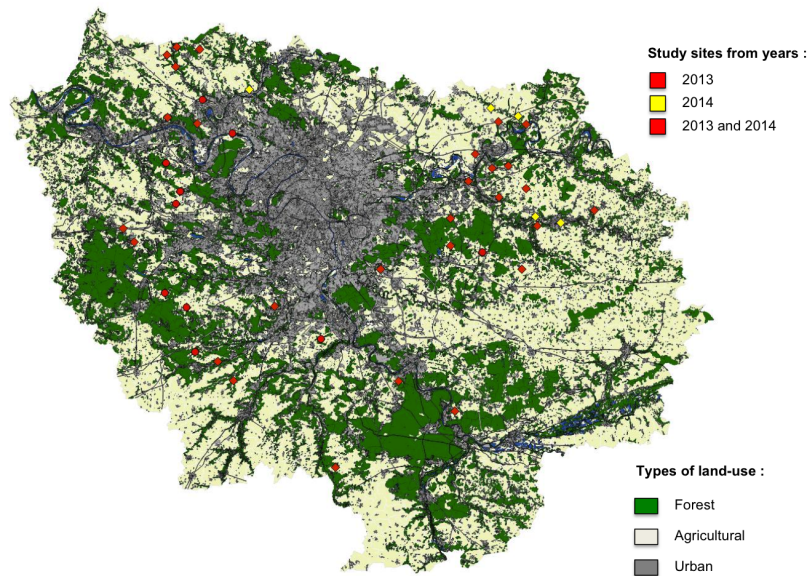 Study sites from years :
2013
2014
2013 and 2014
Types of land-use :
Forest
Agricultural
Urban